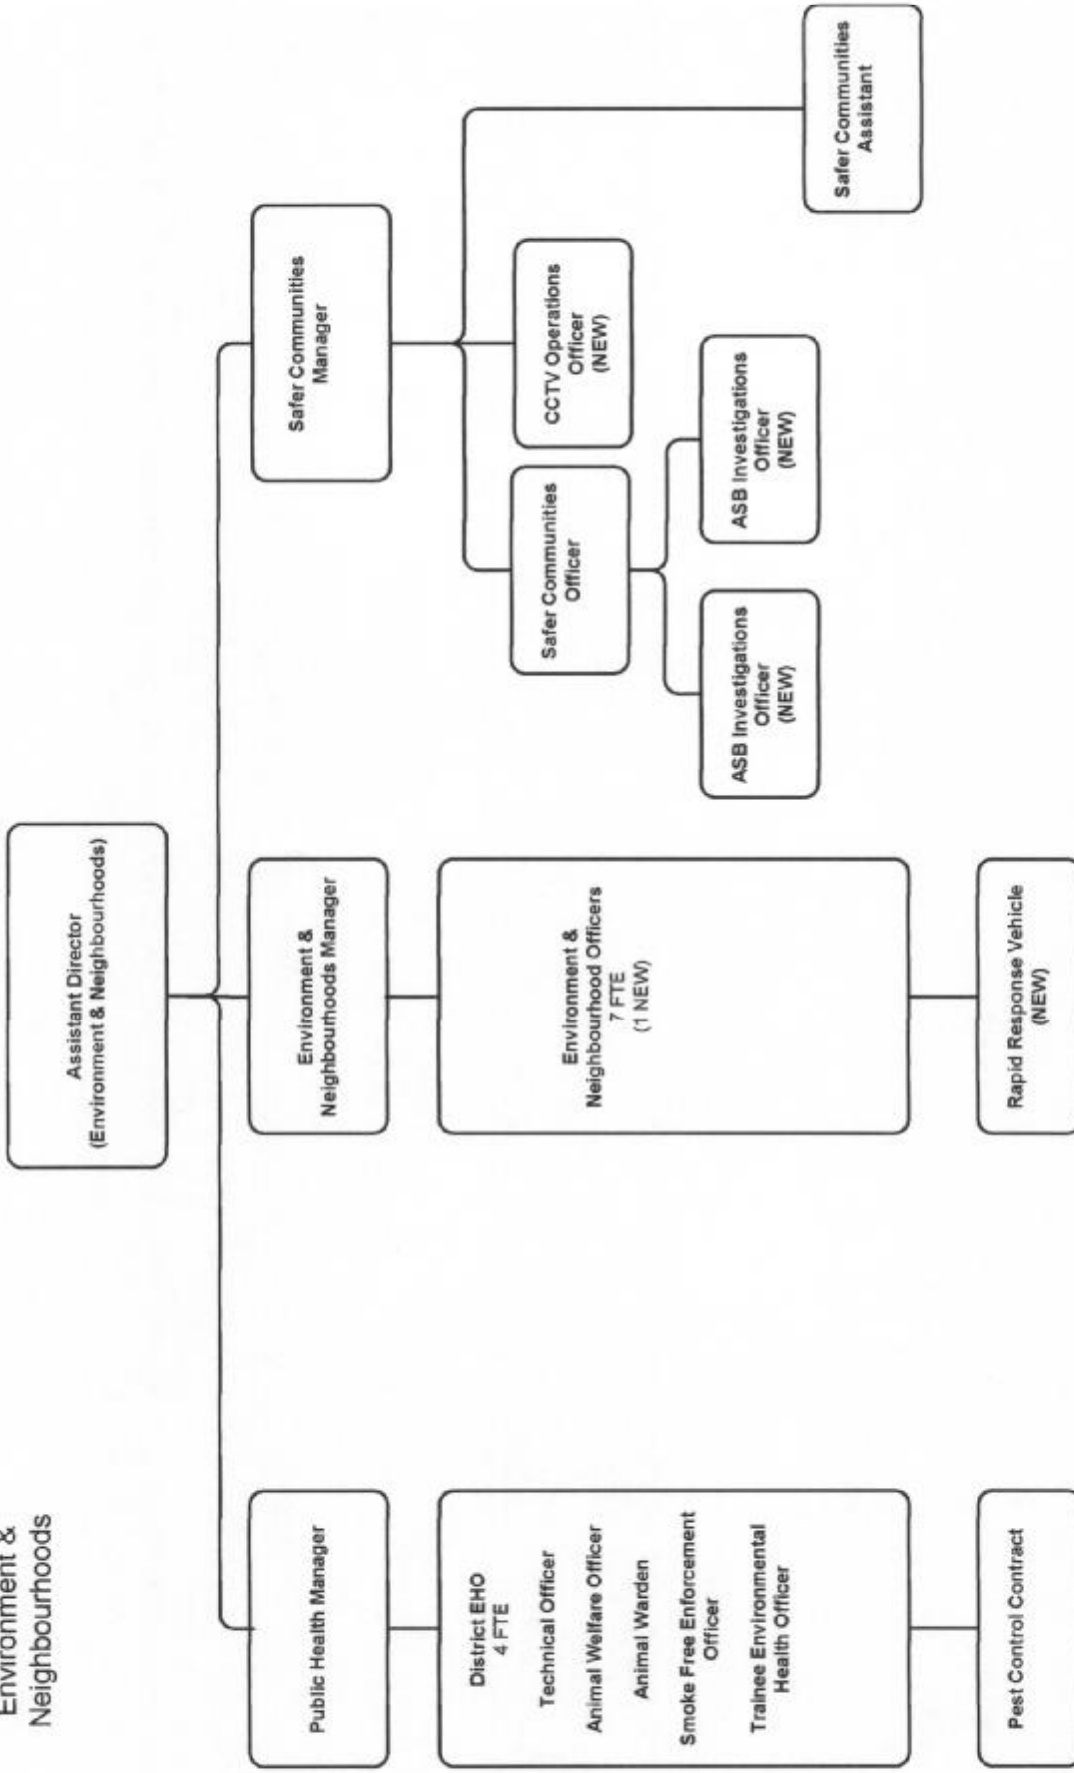 Environment &
Neighbourhoods
Assistant Director
(Environment & Neighbourhoods)
Public Health Manager
Environment &
Neighbourhoods Manager
Safer Communities
Manager
District EHO
4 FTE
Technical Officer
Animal Welfare Officer
Animal Warden
Smoke Free Enforcement
Officer
Trainee Environmental
Health Officer
Environment &
Neighbourhood Officers
7 FTE
(1 NEW)
Safer Communities
Officer
CCTV Operations
Officer
(NEW)
ASB Investigations
Officer
(NEW)
ASB Investigations
Officer
(NEW)
Safer Communities
Assistant
Pest Control Contract
Rapid Response Vehicle
(NEW)